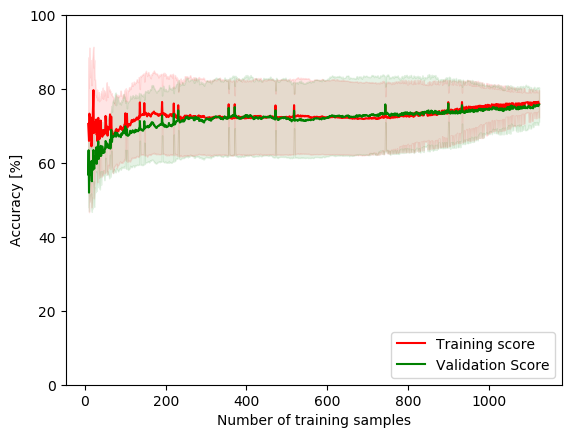 100
80
60
40
20
0
Accuracy [%]
0 200 400 600 800 1000
Number of training samples
Training score
Validation Score